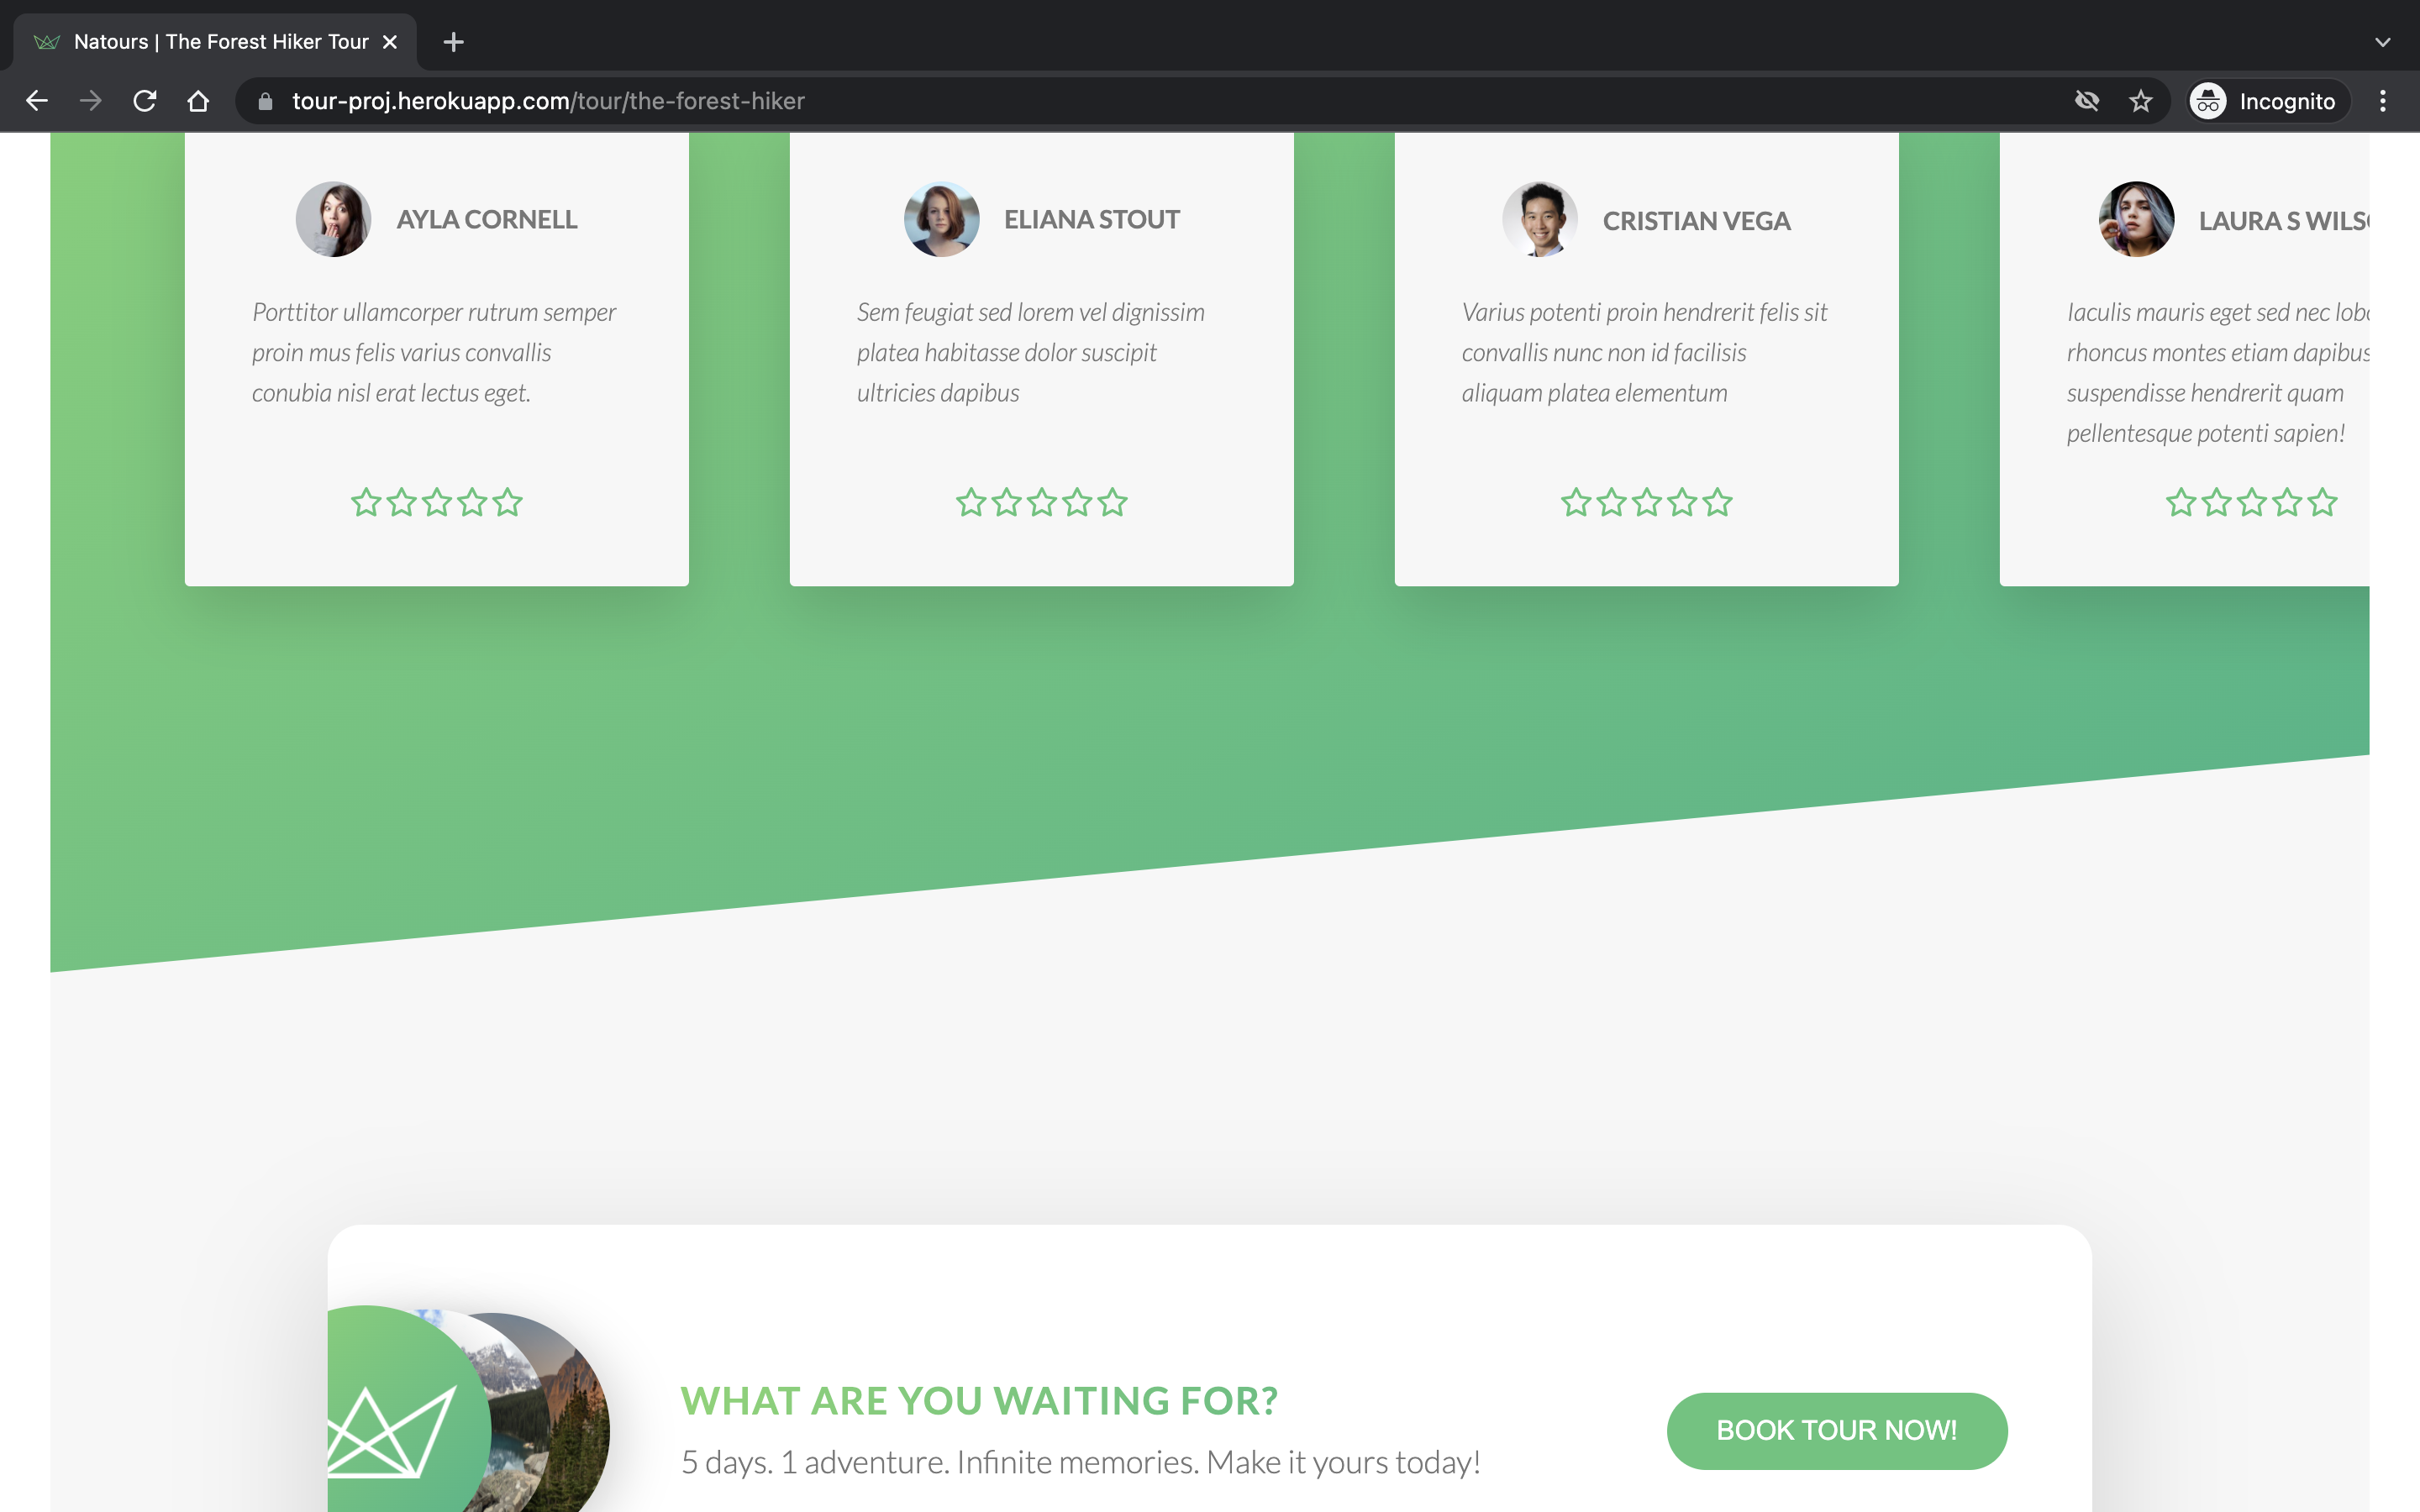 Natours | The Forest Hiker Tour
tour-proj.herokuapp.com/tour/the-forest-hiker
Incognito
AYLA CORNELL
Porttitor ullamcorper rutrum semper
proin mus felis varius convallis
conubia nisl erat lectus eget.
ELIANA STOUT
Sem feugiat sed lorem vel dignissim
platea habitasse dolor suscipit
ultricies dapibus
CRISTIAN VEGA
Varius potenti proin hendrerit felis sit
convallis nunc non id facilisis
aliquam platea elementum
LAURA S
Iaculis mauris eget sed nec
rhoncus montes etiam dapibus
suspendisse hendrerit quam
pellentesque potenti sapien!
WHAT ARE YOU WAITING FOR?
5 days. 1 adventure. Infinite memories. Make it yours today!
BOOK TOUR NOW!